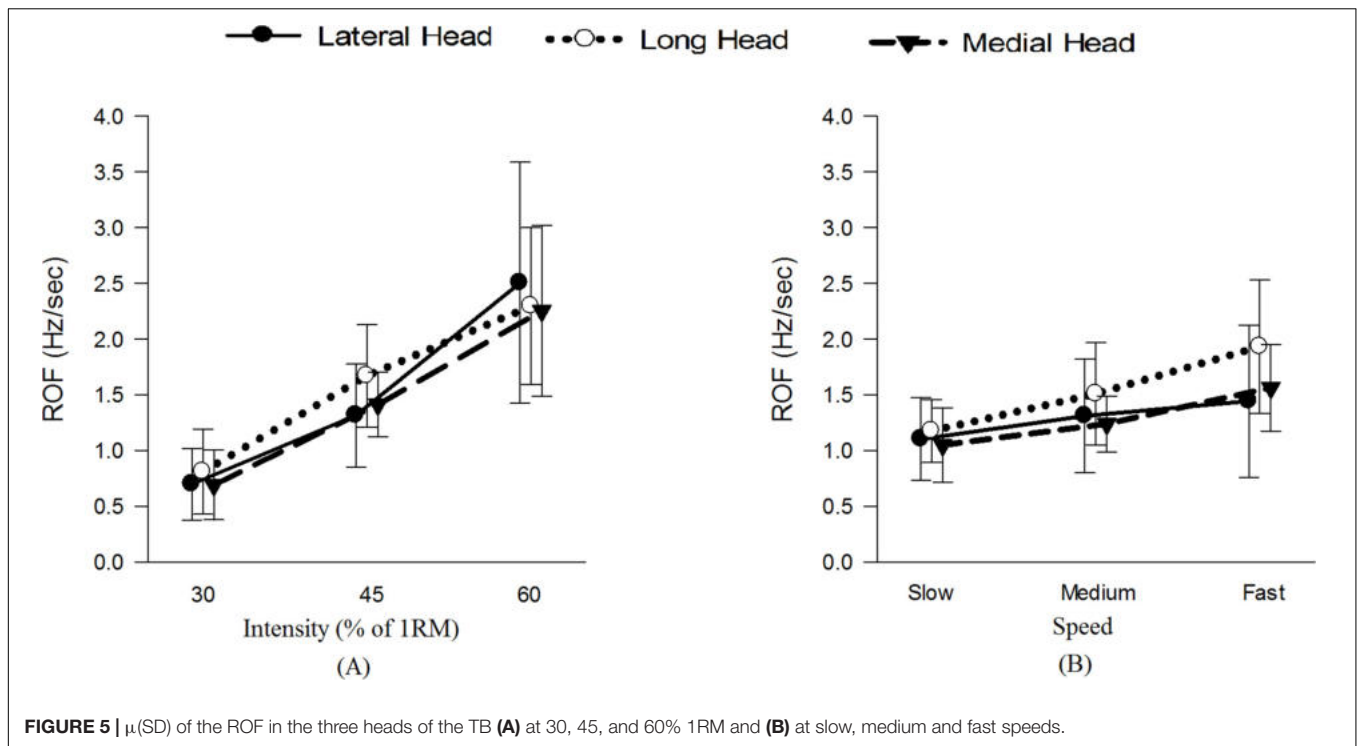 Lateral Head Long Head Medial Head
4.0
3.5
3.0
2.5
2.0
1.5
1.0
0.5
0.0
ROF (Hz/sec)
30 45 60
Intensity (% of 1RM)
(A)
4.0
3.5
3.0
2.5
2.0
1.5
1.0
0.5
0.0
ROF (Hz/sec)
Slow Medium Fast
Speed
(B)
FIGURE 5 | μ(SD) of the ROF in the three heads of the TB (A) at 30, 45, and 60% 1RM and (B) at slow, medium and fast speeds.